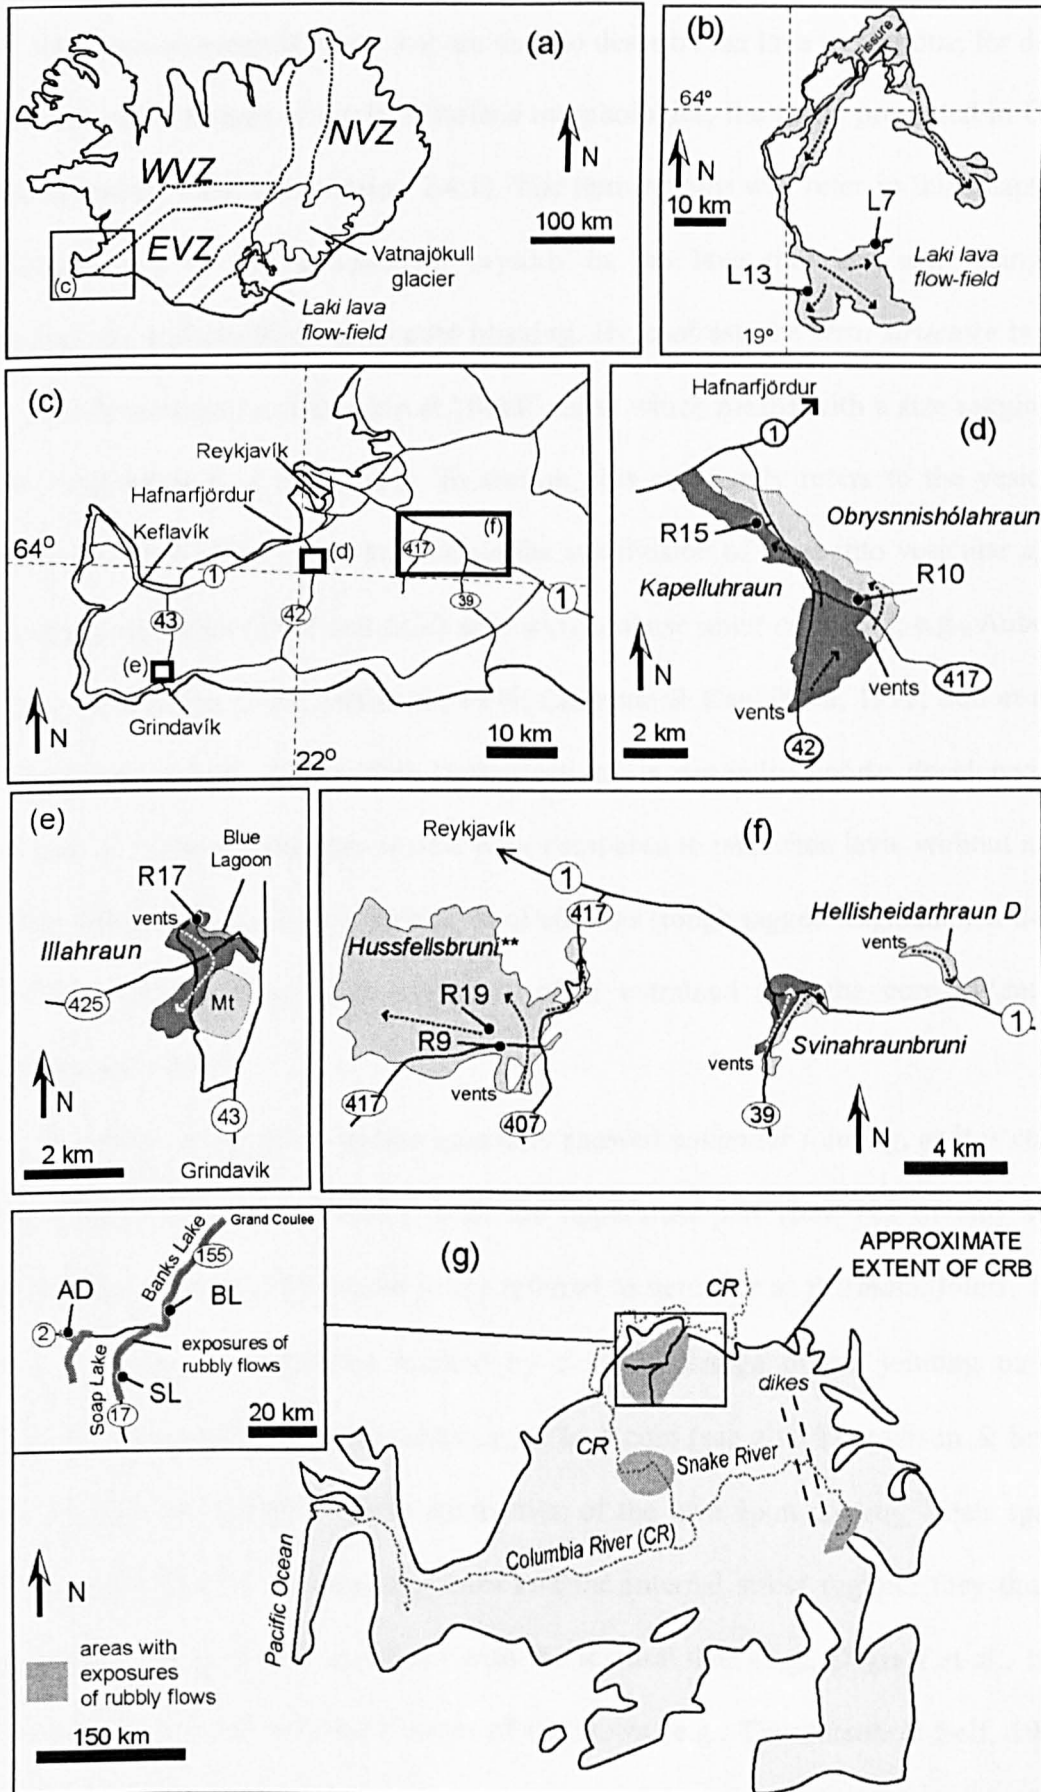 (a)
NVZ
WVZ
EVZ
N
100 km
(c)
Vatnajökull
glacier
Laki lava
flow-field
(b)
Fissure
64º
N
10 km
L7
L13
Laki lava
flow-field
19º
(c)
Reykjavík
Hafnarfjördur
Keflavík
64º
(d)
(f)
417
1
43
42
39
1
(e)
Grindavík
N
22º
10 km
Hafnarfjördur
1
(d)
R15
Obrysnnishólahraun
R10
Kapelluhraun
N
vents
417
vents
2 km
42
(e)
Blue
Lagoon
R17
vents
Illahraun
425
Mt
N
43
2 km
Grindavik
Reykjavík
(f)
1
417
Hellisheidarhraun D
vents
Hussfellsbruni**
R19
R9
1
Svinahraunbruni
vents
vents
417
407
39
N
4 km
Grand Coulee
Banks Lake
155
AD
BL
2
exposures of
rubbly flows
Soap Lake
SL
17
20 km
(g)
APPROXIMATE
EXTENT OF CRB
CR
dikes
CR
Snake River
Columbia River (CR)
Pacific Ocean
N
areas with
exposures
of rubbly flows
150 km